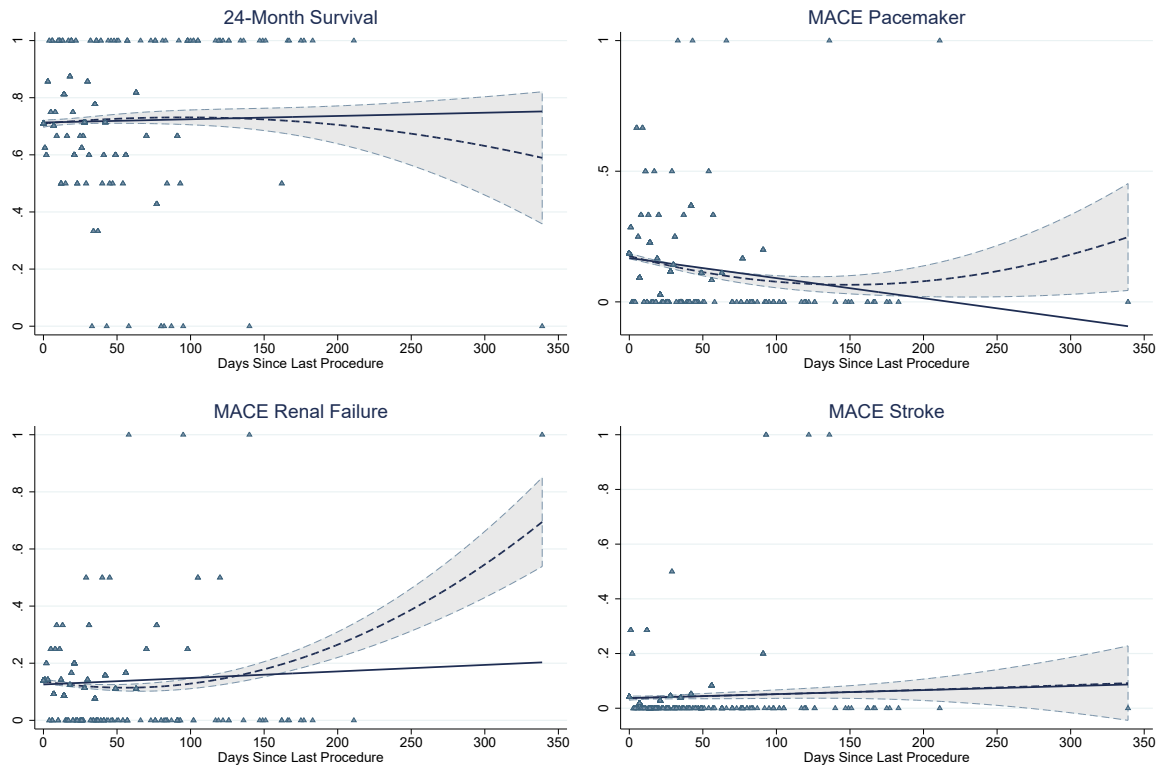 24-Month Survival
1
.8
.6
.4
.2
0
0 50 100 150 200 250 300 350
Days Since Last Procedure
MACE Pacemaker
1
.5
0
0 50 100 150 200 250 300 350
Days Since Last Procedure
MACE Renal Failure
1
.8
.6
.4
.2
0
0 50 100 150 200 250 300 350
Days Since Last Procedure
MACE Stroke
1
.8
.6
.4
.2
0
0 50 100 150 200 250 300 350
Days Since Last Procedure